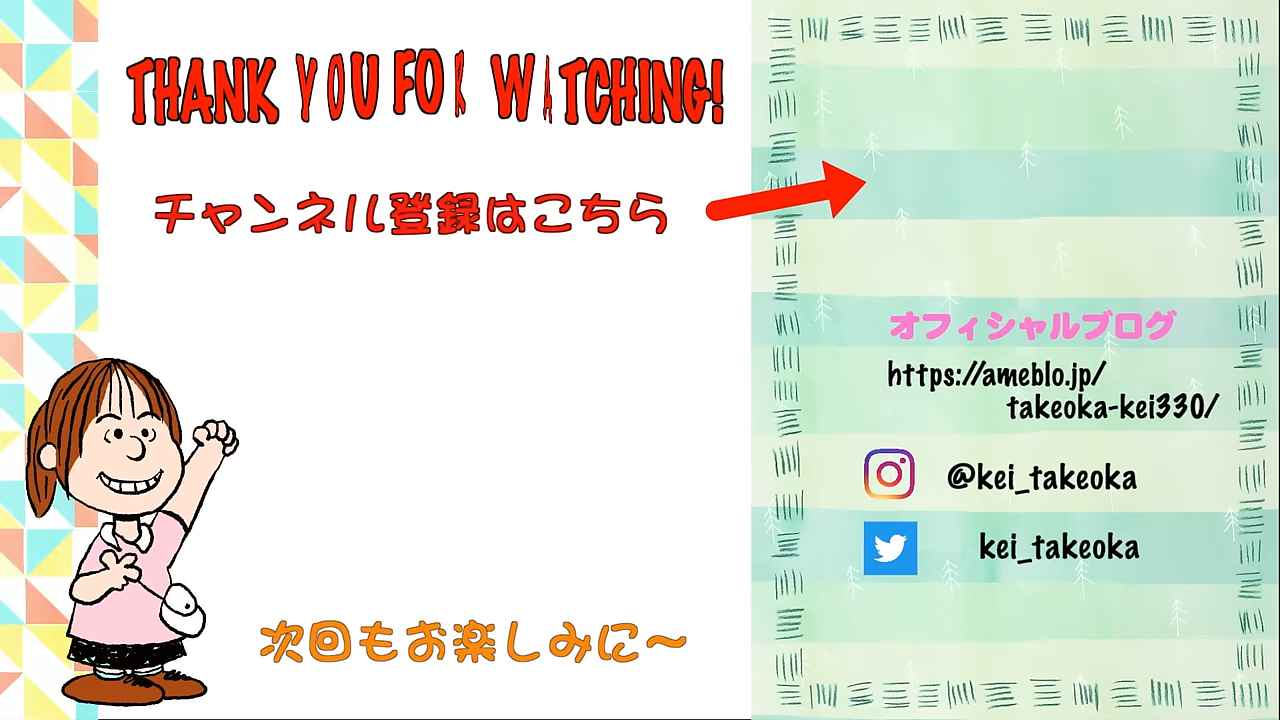 THANK YOU FOR WATCHING!
チャンネル登録はこちら
オフィシャルブログ
https://ameblo.jp/
takeoka-kei330/
@kei_takeoka
kei_takeoka
次回もお楽しみに〜